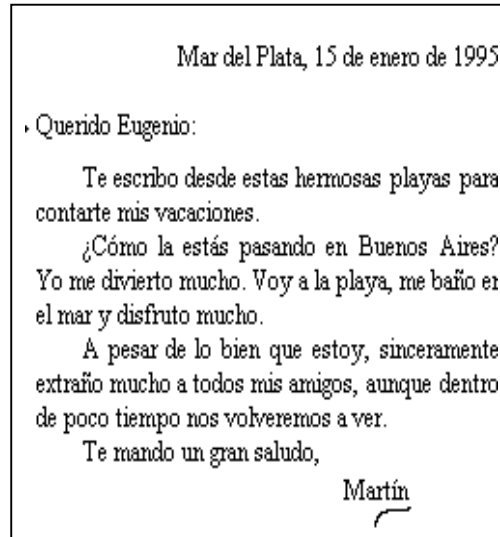 Mar del Plata, 15 de enero de 1995
Querido Eugenio:
Te escribo desde estas hermosas playas para
contarte mis vacaciones.
¿Cómo la estás pasando en Buenos Aires?
Yo me divierto mucho. Voy a la playa, me baño en
el mar y disfruto mucho.
A pesar de lo bien que estoy, sinceramente
extraño mucho a todos mis amigos, aunque dentro
de poco tiempo nos volveremos a ver.
Te mando un gran saludo,
Martín